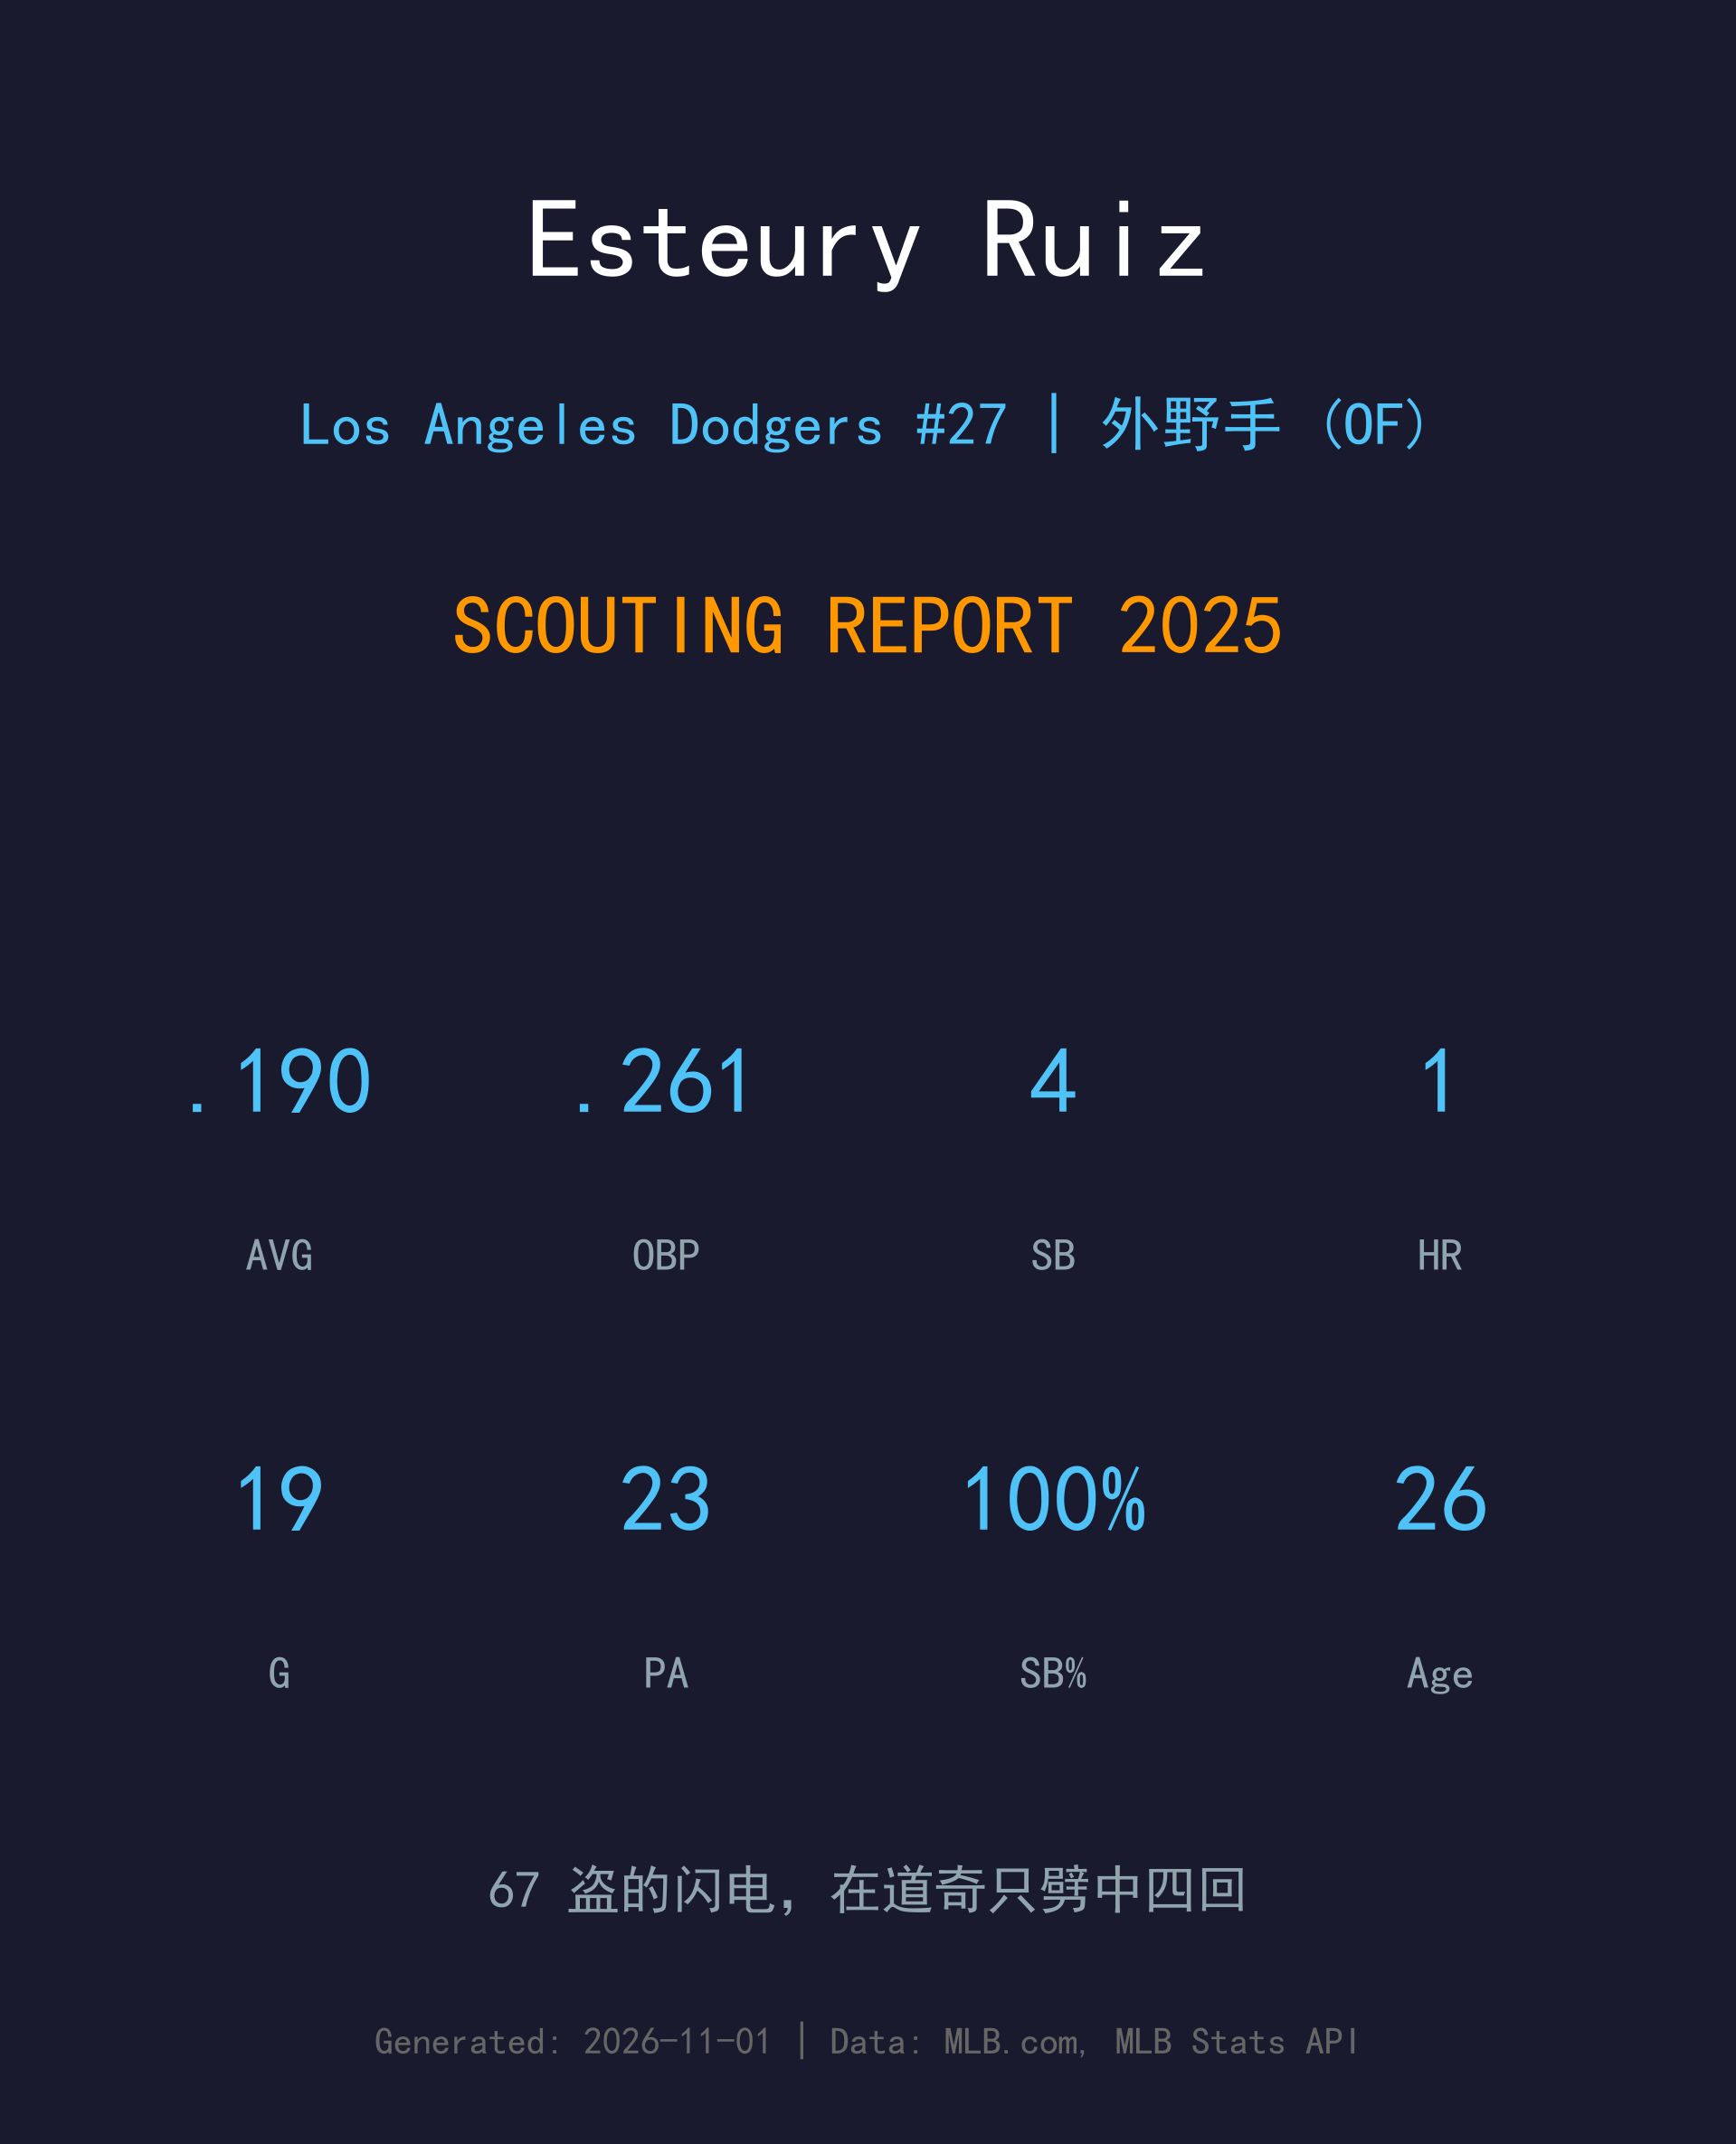 Esteury Ruiz
Los Angeles Dodgers #27 | 外野手 (OF)
SCOUTING REPORT 2025
.190 .261 4 1
AVG OBP SB HR
19 23 100% 26
G PA SB% Age
67 盗的闪电, 在道奇只劈中四回
Generated: 2026-11-01 | Data: MLB.com, MLB Stats API